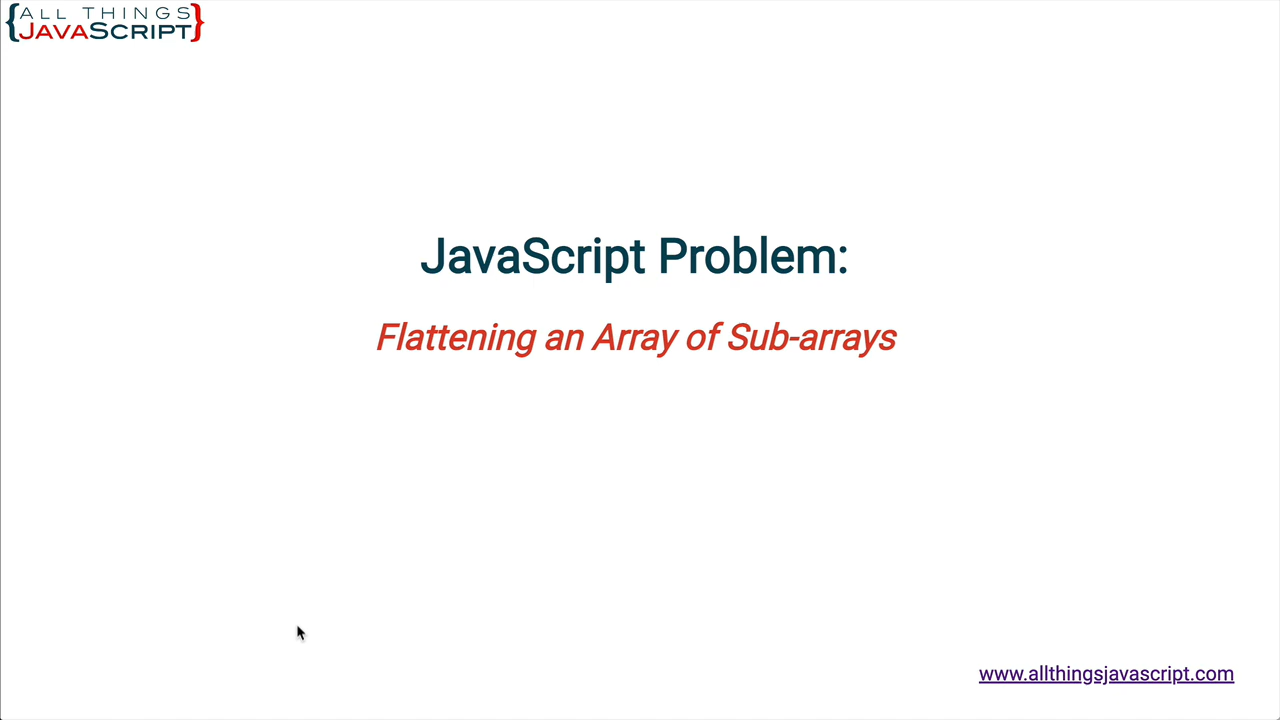 {ALL THINGS
JAVASCRIPT}
JavaScript Problem:
Flattening an Array of Sub-arrays
www.allthingsjavascript.com